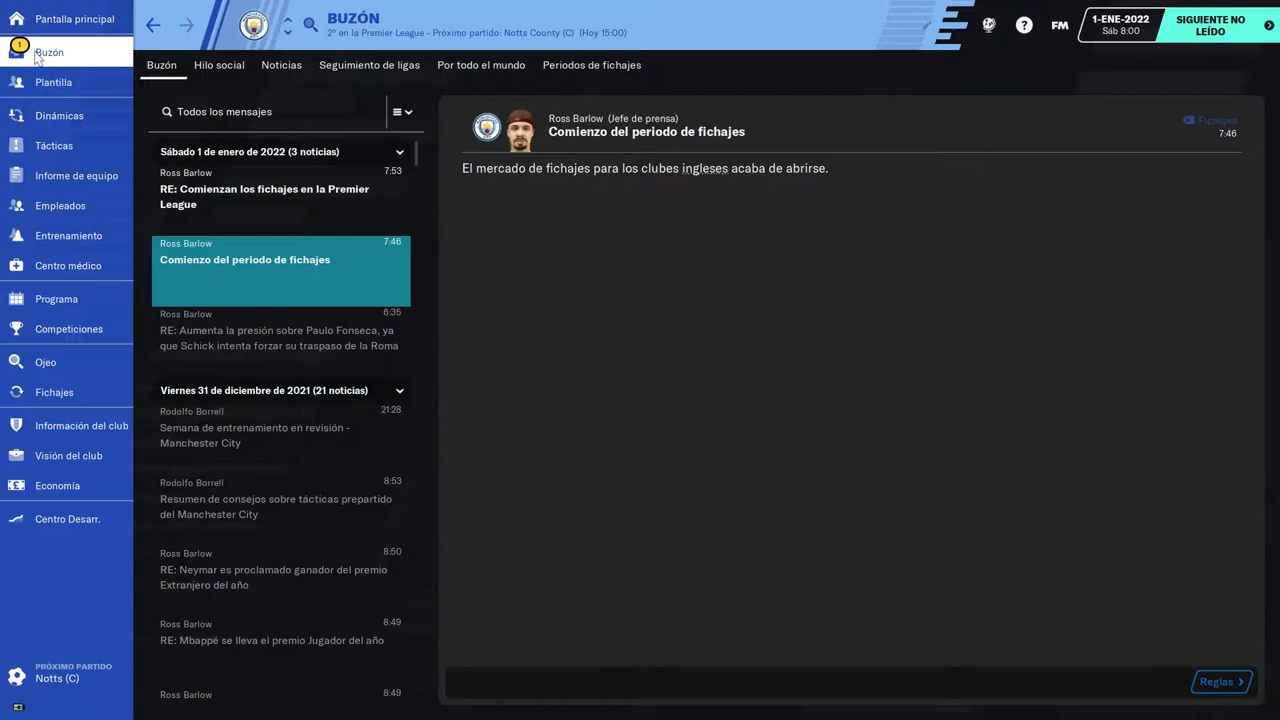 Pantalla principal
1
Buzón
Plantilla
Dinámicas
Tácticas
Informe de equipo
Empleados
Entrenamiento
Centro médico
Programa
Competiciones
Ojeo
Fichajes
Información del club
Visión del club
Economía
Centro Desarr.
PRÓXIMO PARTIDO
Notts (C)
BUZÓN
2º en la Premier League - Próximo partido: Notts County (C) (Hoy 15:00)
FM
1-ENE-2022
Sáb 8:00
SIGUIENTE NO
LEÍDO
Buzón
Hilo social
Noticias
Seguimiento de ligas
Por todo el mundo
Periodos de fichajes
Todos los mensajes
Sábado 1 de enero de 2022 (3 noticias)
Ross Barlow 7:53
RE: Comienzan los fichajes en la Premier
League
Ross Barlow 7:46
Comienzo del periodo de fichajes
Ross Barlow 6:35
RE: Aumenta la presión sobre Paulo Fonseca, ya
que Schick intenta forzar su traspaso de la Roma
Viernes 31 de diciembre de 2021 (21 noticias)
Rodolfo Borrell 21:28
Semana de entrenamiento en revisión -
Manchester City
Rodolfo Borrell 8:53
Resumen de consejos sobre tácticas prepartido
del Manchester City
Ross Barlow 8:50
RE: Neymar es proclamado ganador del premio
Extranjero del año
Ross Barlow 8:49
RE: Mbappé se lleva el premio Jugador del año
Ross Barlow 8:49
Ross Barlow (Jefe de prensa)
Comienzo del periodo de fichajes
Fichajes
7:46
El mercado de fichajes para los clubes ingleses acaba de abrirse.
Reglas